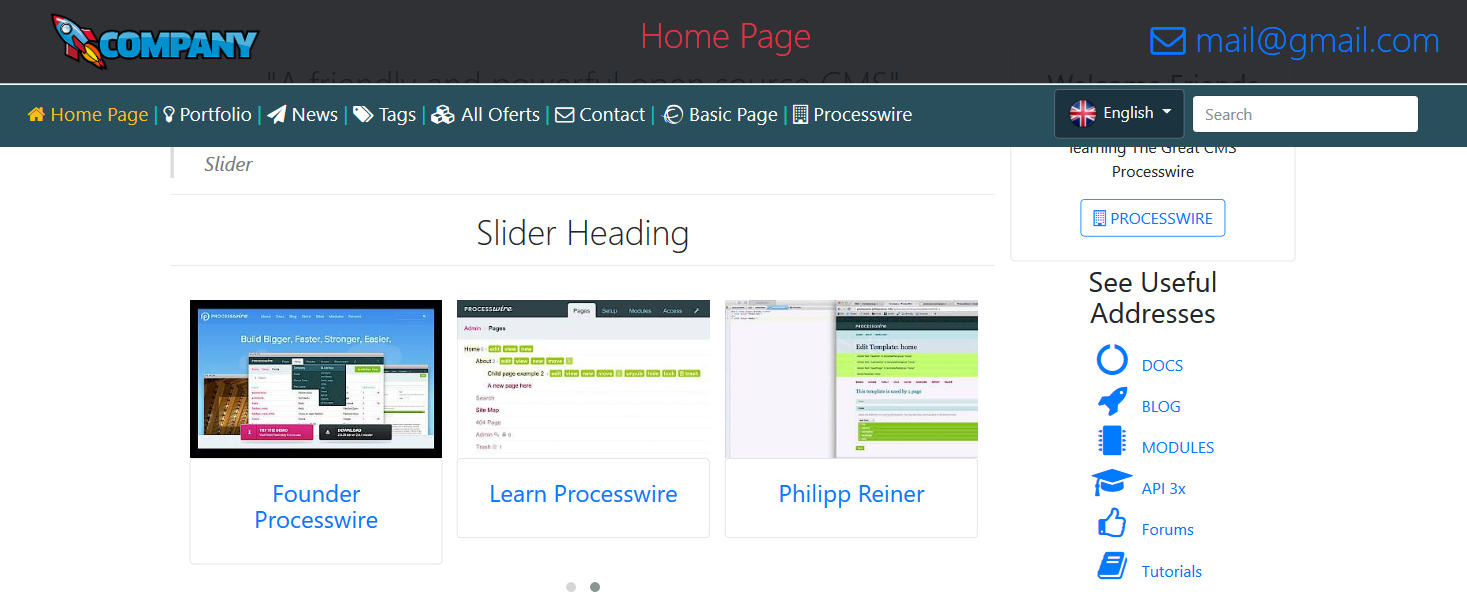 COMPANY
Home Page
mail@gmail.com
"A friendly and powerful open source CMS"
Welcome Friends
Home Page | Portfolio | News | Tags | All Oferts | Contact | Basic Page | Processwire
English
Search
learning The Great CMS
Processwire
PROCESSWIRE
Slider
Slider Heading
PROCESSWIRE
Build Bigger, Faster, Stronger, Easier.
TRY THE DEMO
DOWNLOAD
Founder
Processwire
PROCESSwire
Pages Setup Modules Access
Admin Pages
Home edit view new
About 2 edit view new move
Child page example 2 edit view new move unpub hide lock trash
A new page here
Search
Site Map
404 Page
Admin
Trash
Learn Processwire
PROCESSWIRE
Edit Template: home
This template is used by 1 page
Philipp Reiner
See Useful
Addresses
DOCS
BLOG
MODULES
API 3x
Forums
Tutorials